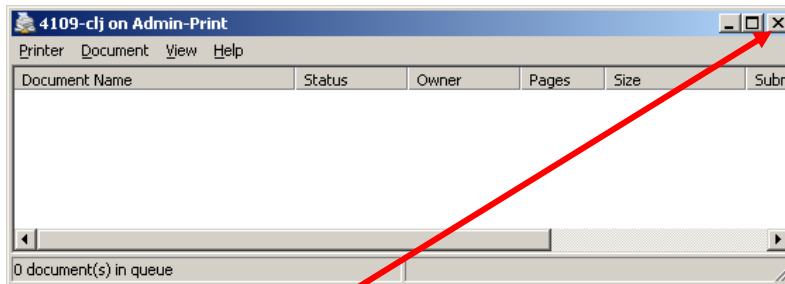 4109-clj on Admin-Print
Printer Document View Help
Document Name Status Owner Pages Size Subr
0 document(s) in queue